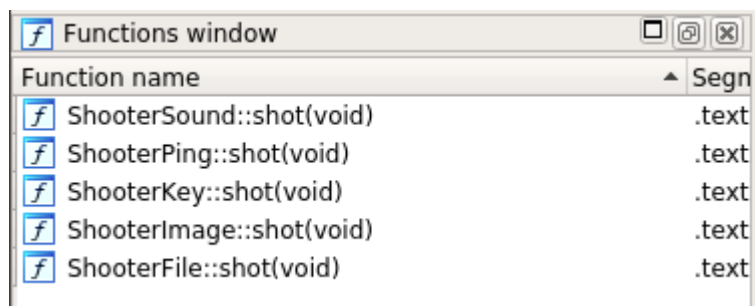 f Functions window
Function name Segn
f ShooterSound::shot(void) .text
f ShooterPing::shot(void) .text
f ShooterKey::shot(void) .text
f ShooterImage::shot(void) .text
f ShooterFile::shot(void) .text